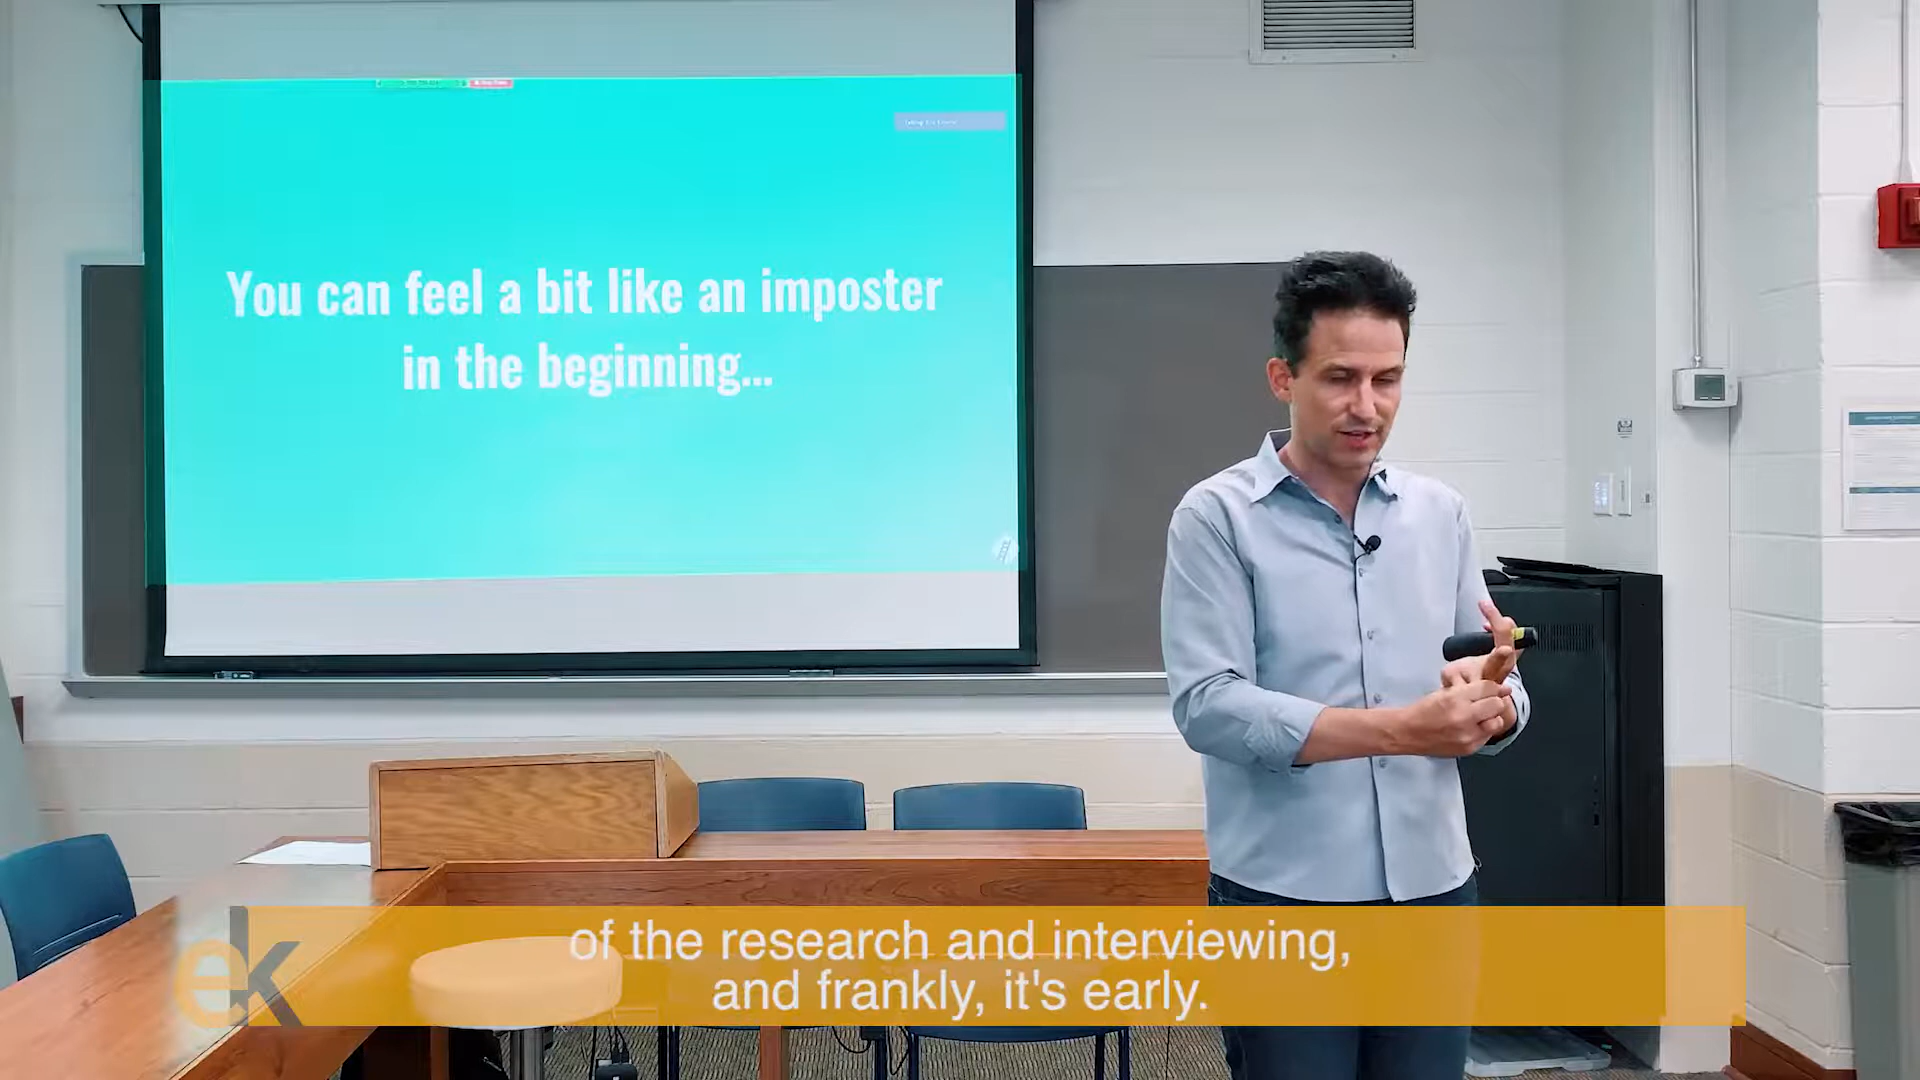 You can feel a bit like an imposter
in the beginning...
ek
of the research and interviewing,
and frankly, it's early.